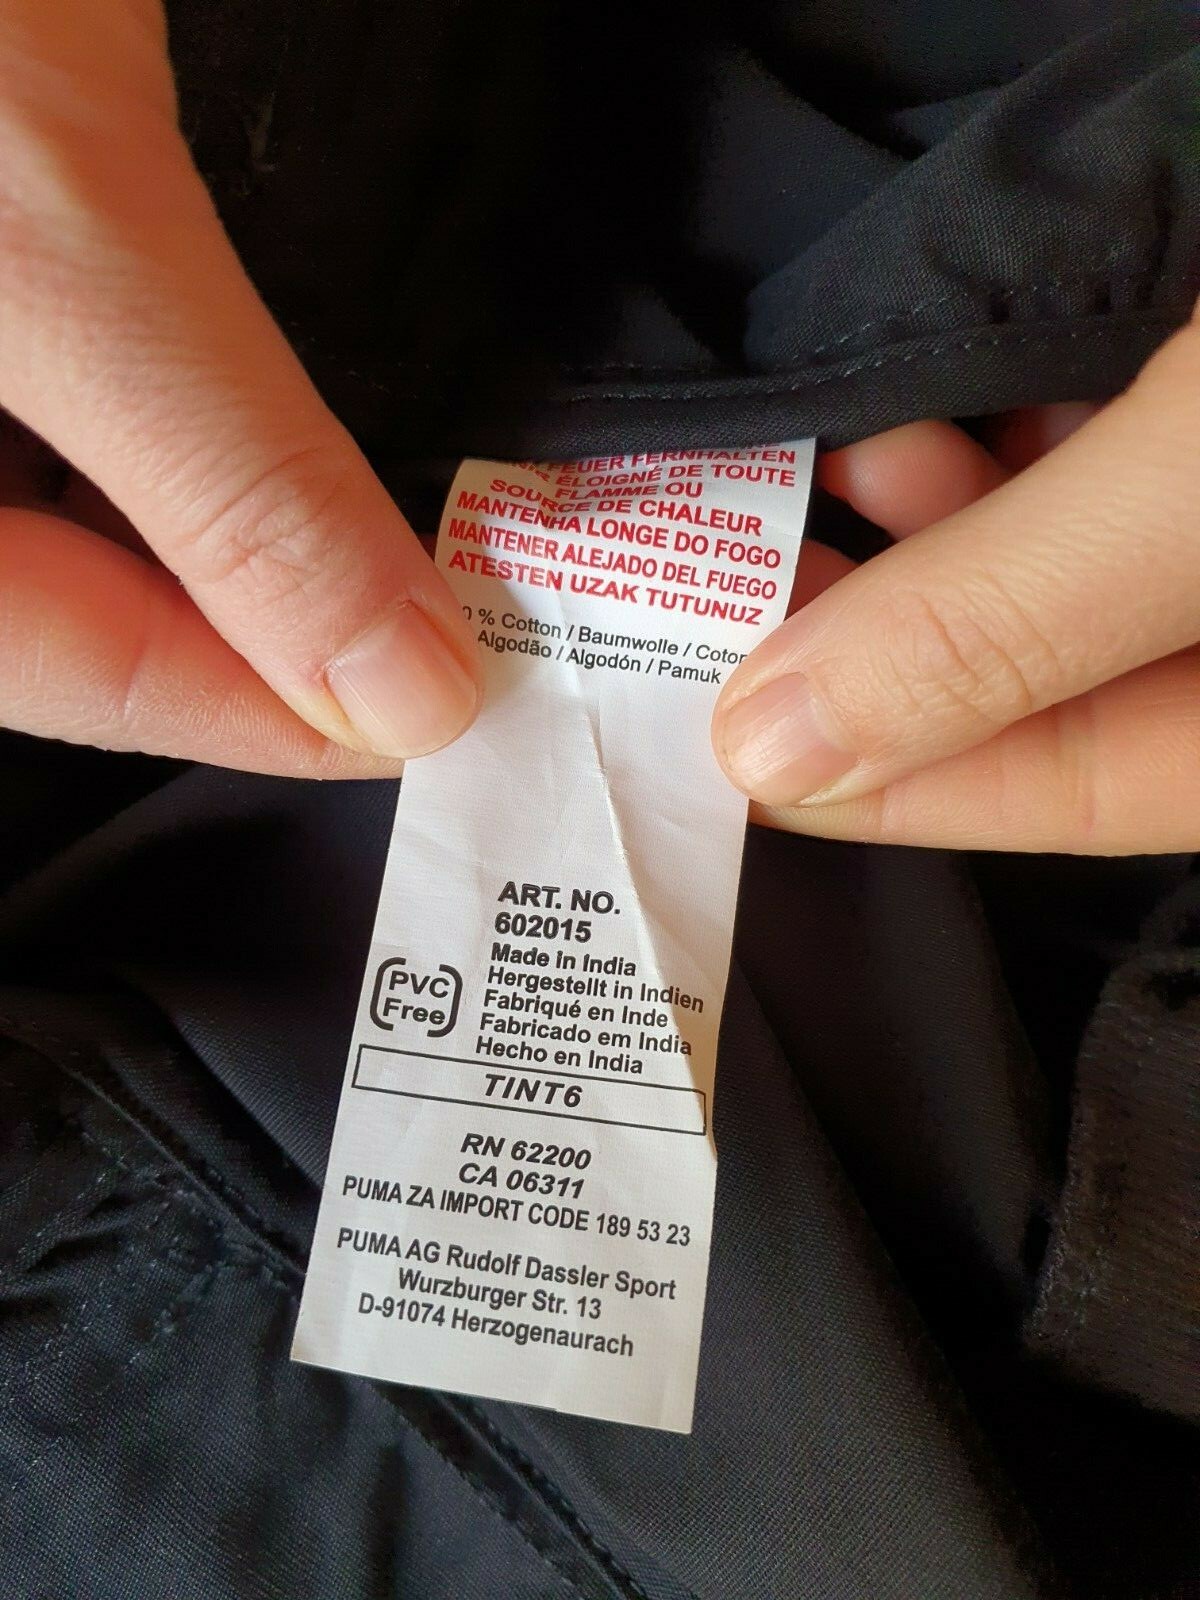 FEUER FERNHALTEN
ÉLOIGNÉ DE TOUTE
FLAMME OU
SOURCE DE CHALEUR
MANTENHA LONGE DO FOGO
MANTENER ALEJADO DEL FUEGO
ATESTEN UZAK TUTUNUZ
% Cotton / Baumwolle / Coton
Algodão / Algodón / Pamuk
ART. NO.
602015
Made in India
Hergestellt in Indien
Fabriqué en Inde
Fabricado em India
Hecho en India
PVC
Free
TINT6
RN 62200
CA 06311
PUMA ZA IMPORT CODE 189 53 23
PUMA AG Rudolf Dassler Sport
Wurzburger Str. 13
D-91074 Herzogenaurach